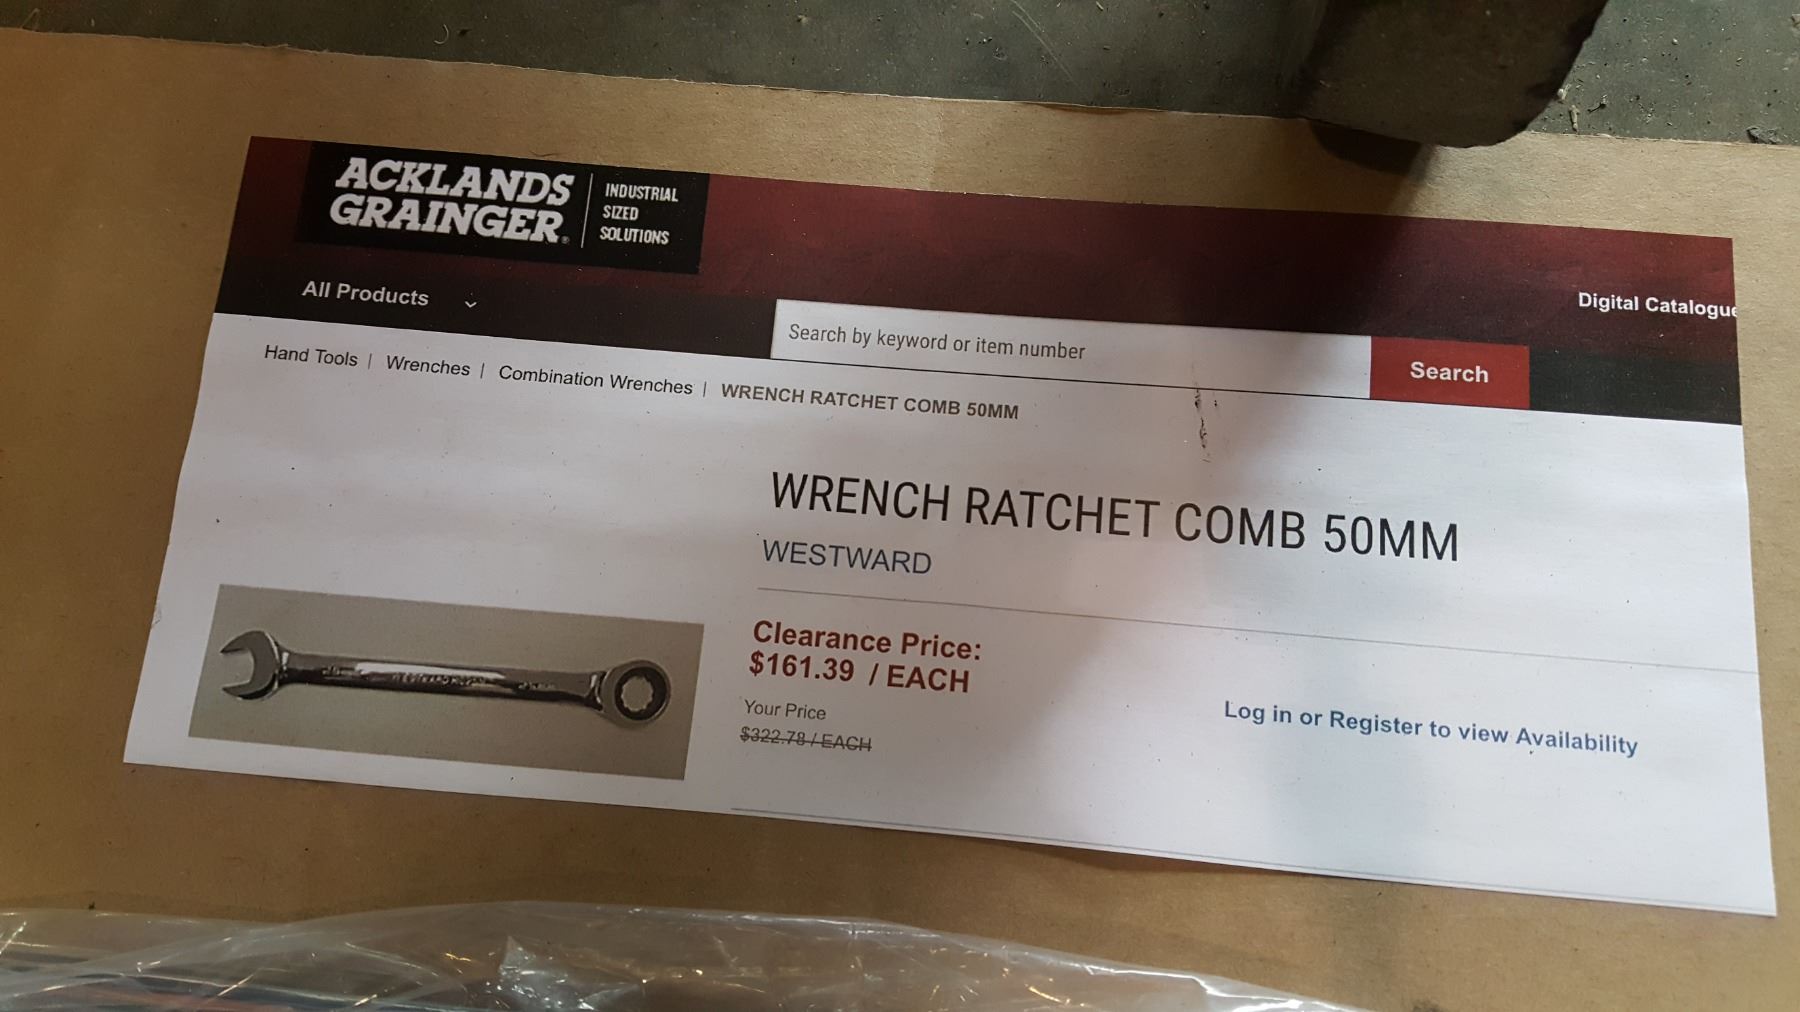 ACKLANDS
GRAINGER®
INDUSTRIAL
SIZED
SOLUTIONS
All Products
Digital Catalogue
Search by keyword or item number
Search
Hand Tools | Wrenches | Combination Wrenches | WRENCH RATCHET COMB 50MM
WRENCH RATCHET COMB 50MM
WESTWARD
Clearance Price:
$161.39 / EACH
Your Price
$322.78 / EACH
Log in or Register to view Availability